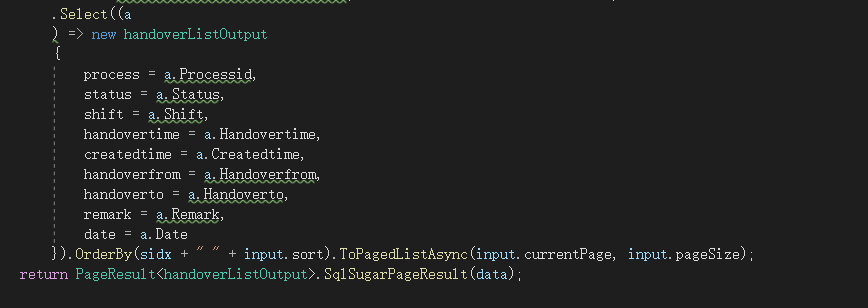 .Select((a
) => new handoverListOutput
{
process = a.Processid,
status = a.Status,
shift = a.Shift,
handovertime = a.Handovertime,
createdtime = a.Createdtime,
handoverfrom = a.Handoverfrom,
handoverto = a.Handoverto,
remark = a.Remark,
date = a.Date
}).OrderBy(sidx + " " + input.sort).ToPagedListAsync(input.currentPage, input.pageSize);
return PageResult<handoverListOutput>.SqlSugarPageResult(data);